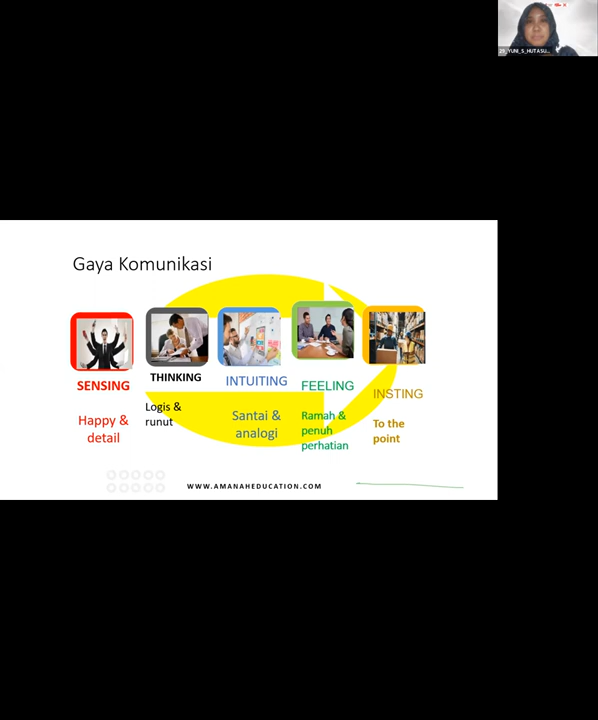 29_YUNI_S_HUTASU...
Gaya Komunikasi
SENSING
THINKING
INTUITING
FEELING
INSTING
Happy &
detail
Logis &
runut
Santai &
analogi
Ramah &
penuh
perhatian
To the
point
WWW.AMANAHEDUCATION.COM